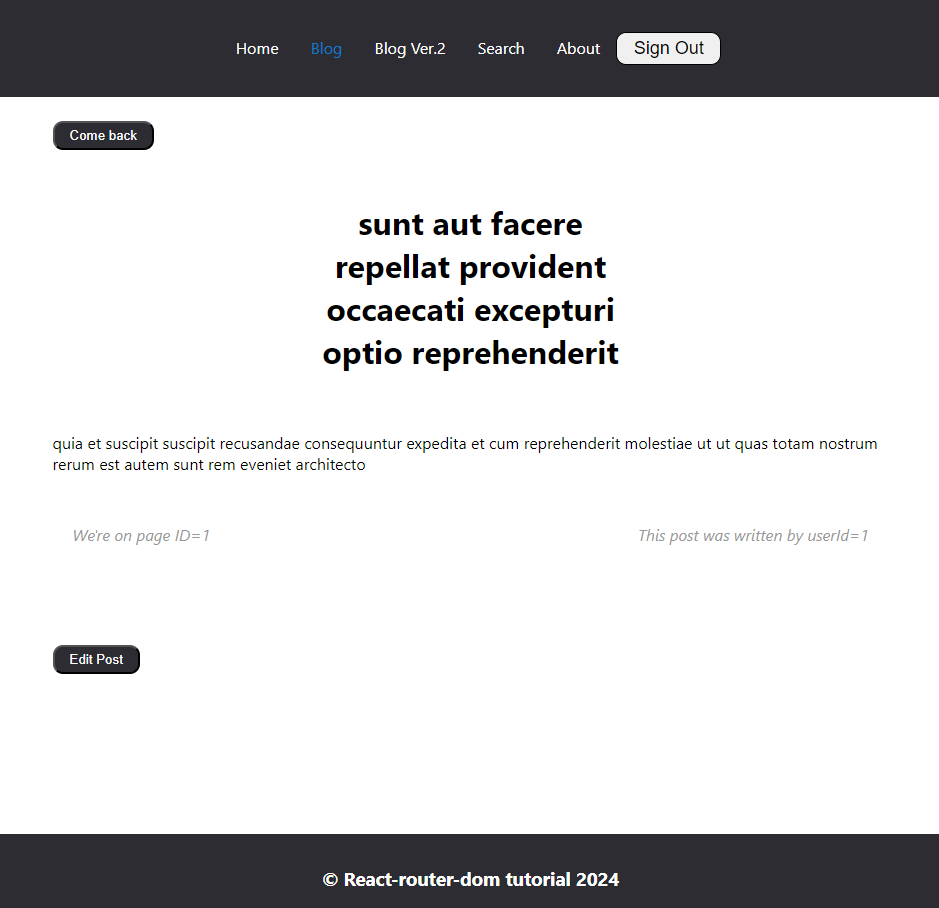 Home Blog Blog Ver.2 Search About Sign Out
Come back
sunt aut facere
repellat provident
occaecati excepturi
optio reprehenderit
quia et suscipit suscipit recusandae consequuntur expedita et cum reprehenderit molestiae ut ut quas totam nostrum
rerum est autem sunt rem eveniet architecto
We're on page ID=1 This post was written by userId=1
Edit Post
© React-router-dom tutorial 2024